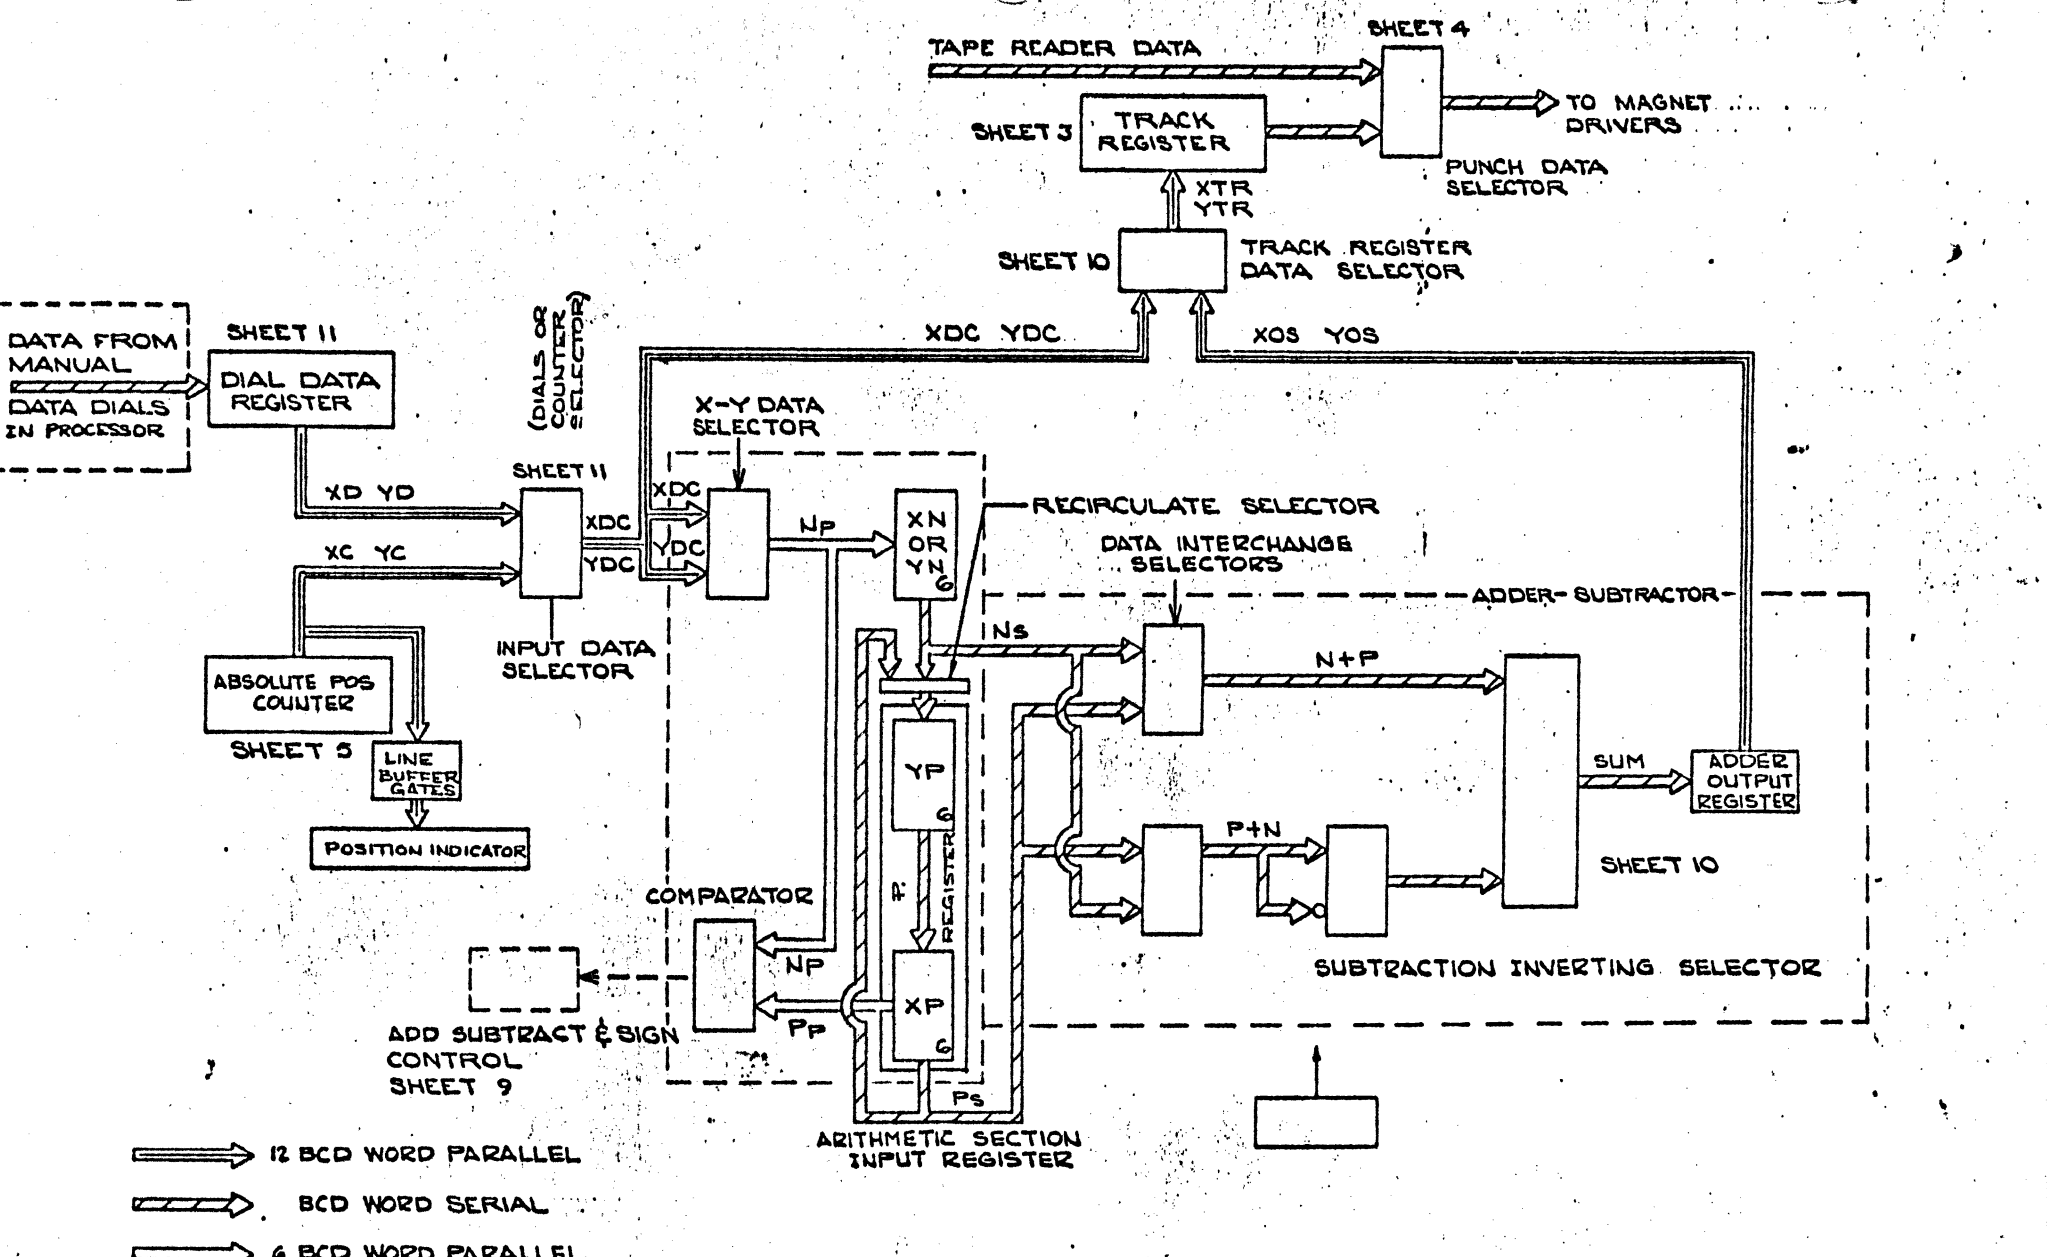 SHEET 4
TAPE READER DATA
TO MAGNET
DRIVERS
SHEET 3
TRACK
REGISTER
PUNCH DATA
SELECTOR
XTR
YTR
SHEET 10
TRACK REGISTER
DATA SELECTOR
DATA FROM
MANUAL
DATA DIALS
IN PROCESSOR
SHEET 11
DIAL DATA
REGISTER
(DIALS OR
COUNTER
SELECTOR)
XDC YDC
XOS YOS
X-Y DATA
SELECTOR
SHEET 11
XD YD
XC YC
XDC
YDC
XDC
YDC
NP
XN
OR
YN
6
RECIRCULATE SELECTOR
DATA INTERCHANGE
SELECTORS
ADDER-SUBTRACTOR
INPUT DATA
SELECTOR
NS
N+P
ABSOLUTE POS
COUNTER
SHEET 5
LINE
BUFFER
GATES
POSITION INDICATOR
YP
6
REGISTER
XP
6
SUM
ADDER
OUTPUT
REGISTER
P+N
SHEET 10
COMPARATOR
NP
PP
SUBTRACTION INVERTING SELECTOR
ADD SUBTRACT & SIGN
CONTROL
SHEET 9
PS
ARITHMETIC SECTION
INPUT REGISTER
12 BCD WORD PARALLEL
BCD WORD SERIAL
6 BCD WORD PARALLEL